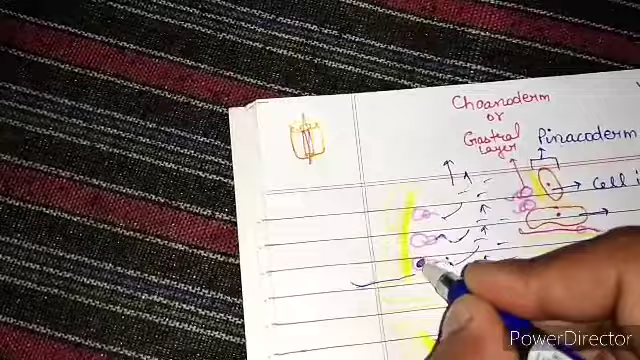 Choanoderm
or
Gastral
Layer
Pinacoderm
Cell i
PowerDirector